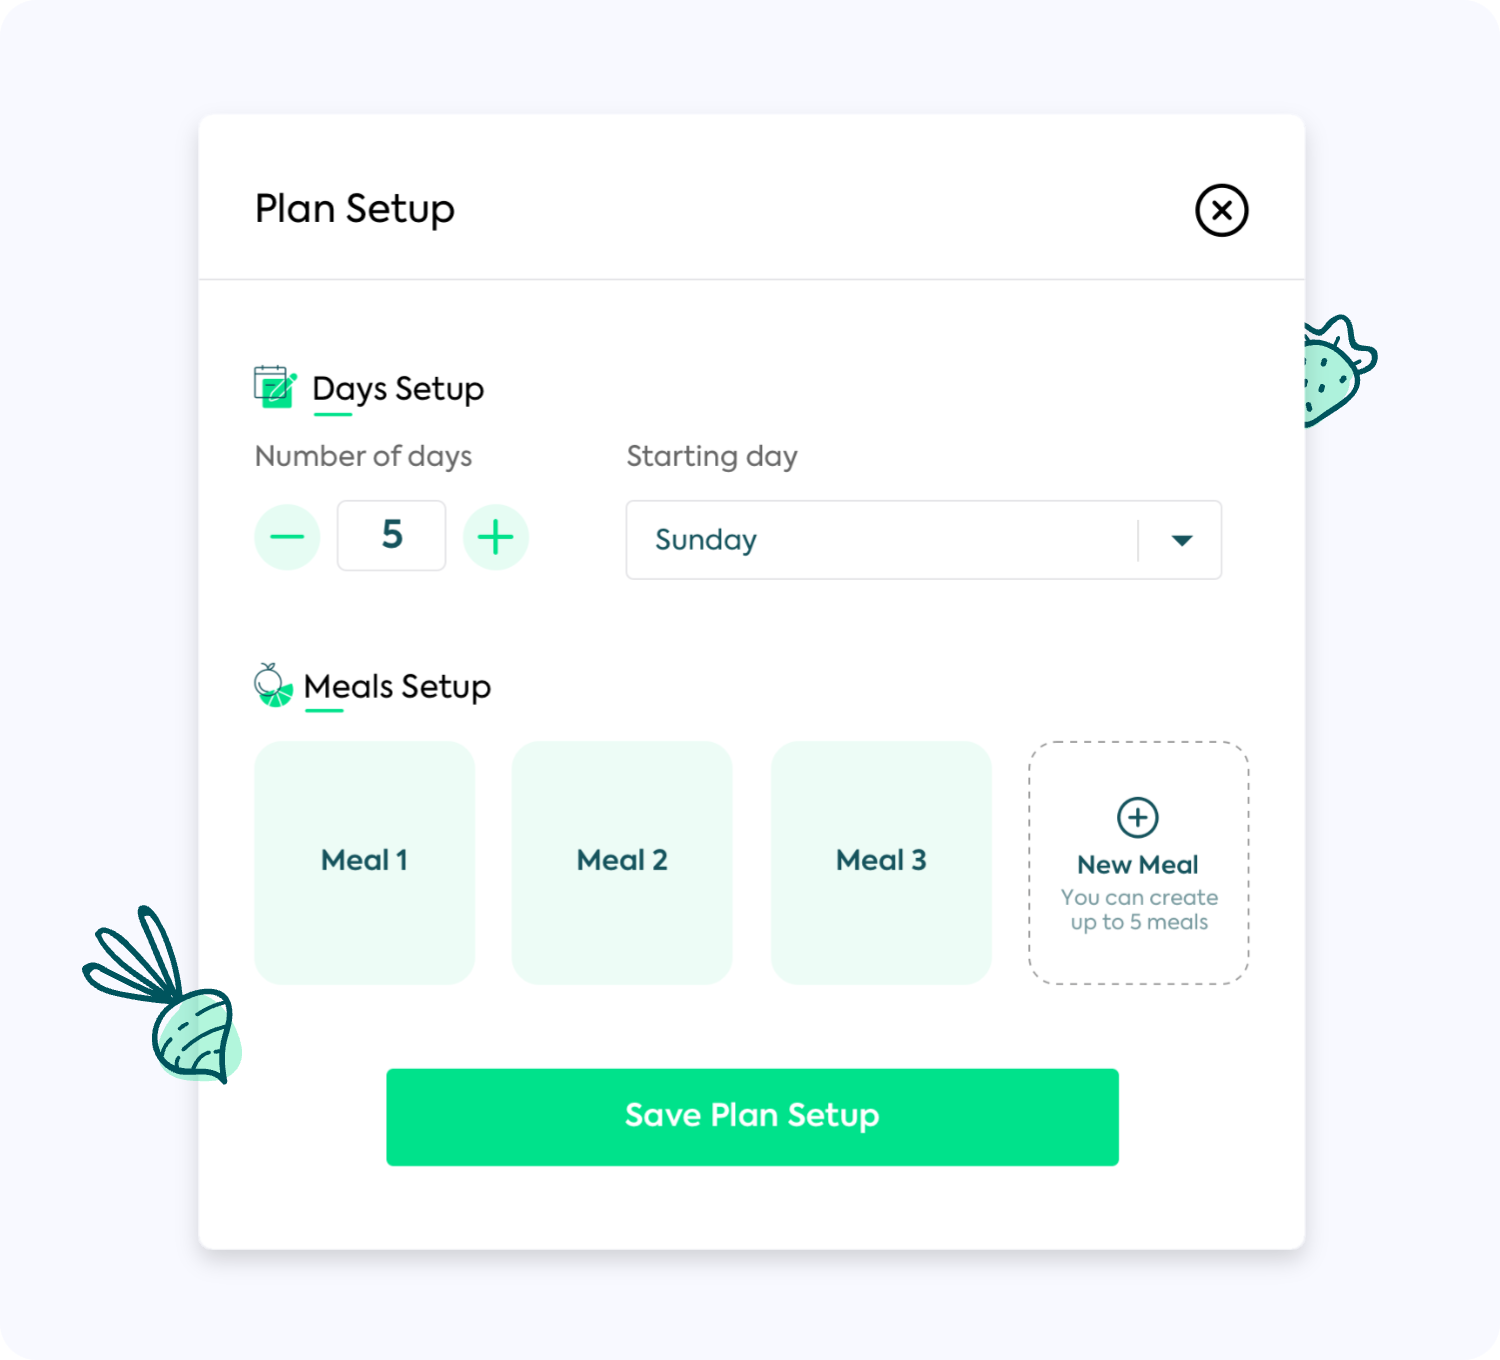 Plan Setup
Days Setup
Number of days
Starting day
5
Sunday
Meals Setup
Meal 1
Meal 2
Meal 3
New Meal
You can create
up to 5 meals
Save Plan Setup